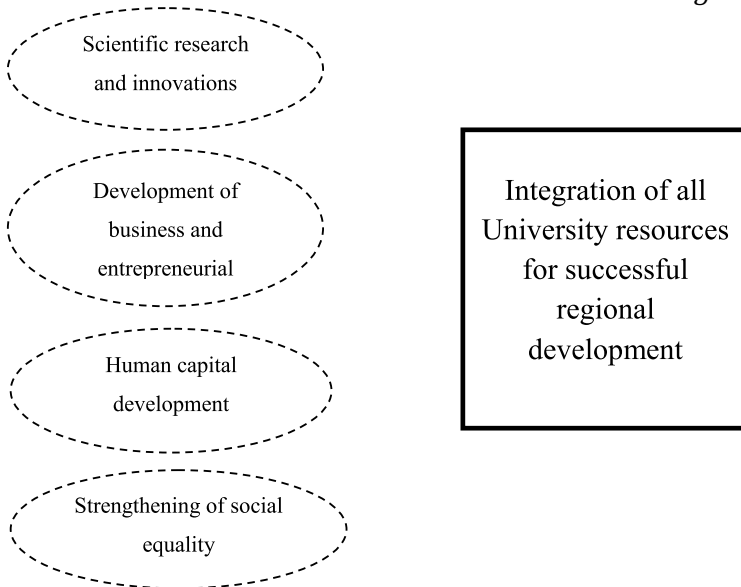 Scientific research
and innovations
Development of
business and
entrepreneurial
Human capital
development
Strengthening of social
equality
Integration of all
University resources
for successful
regional
development